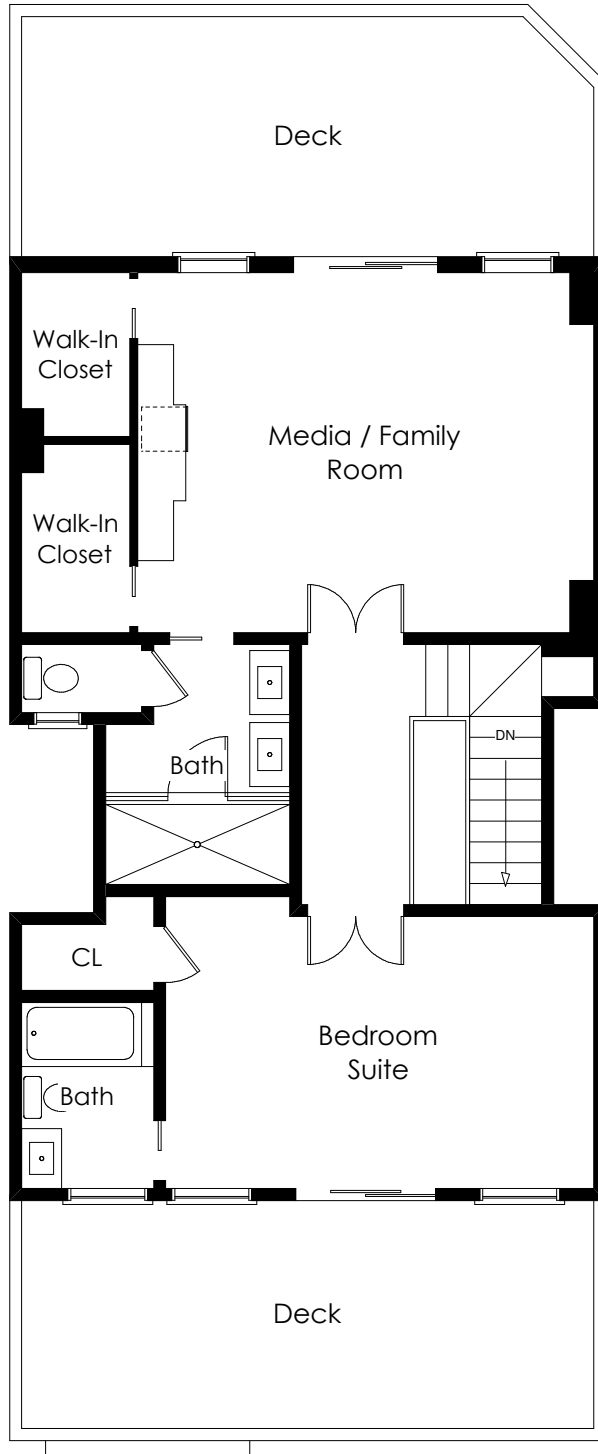 Deck
Walk-In
Closet
Media / Family
Room
Walk-In
Closet
DN
Bath
CL
Bedroom
Suite
Bath
Deck